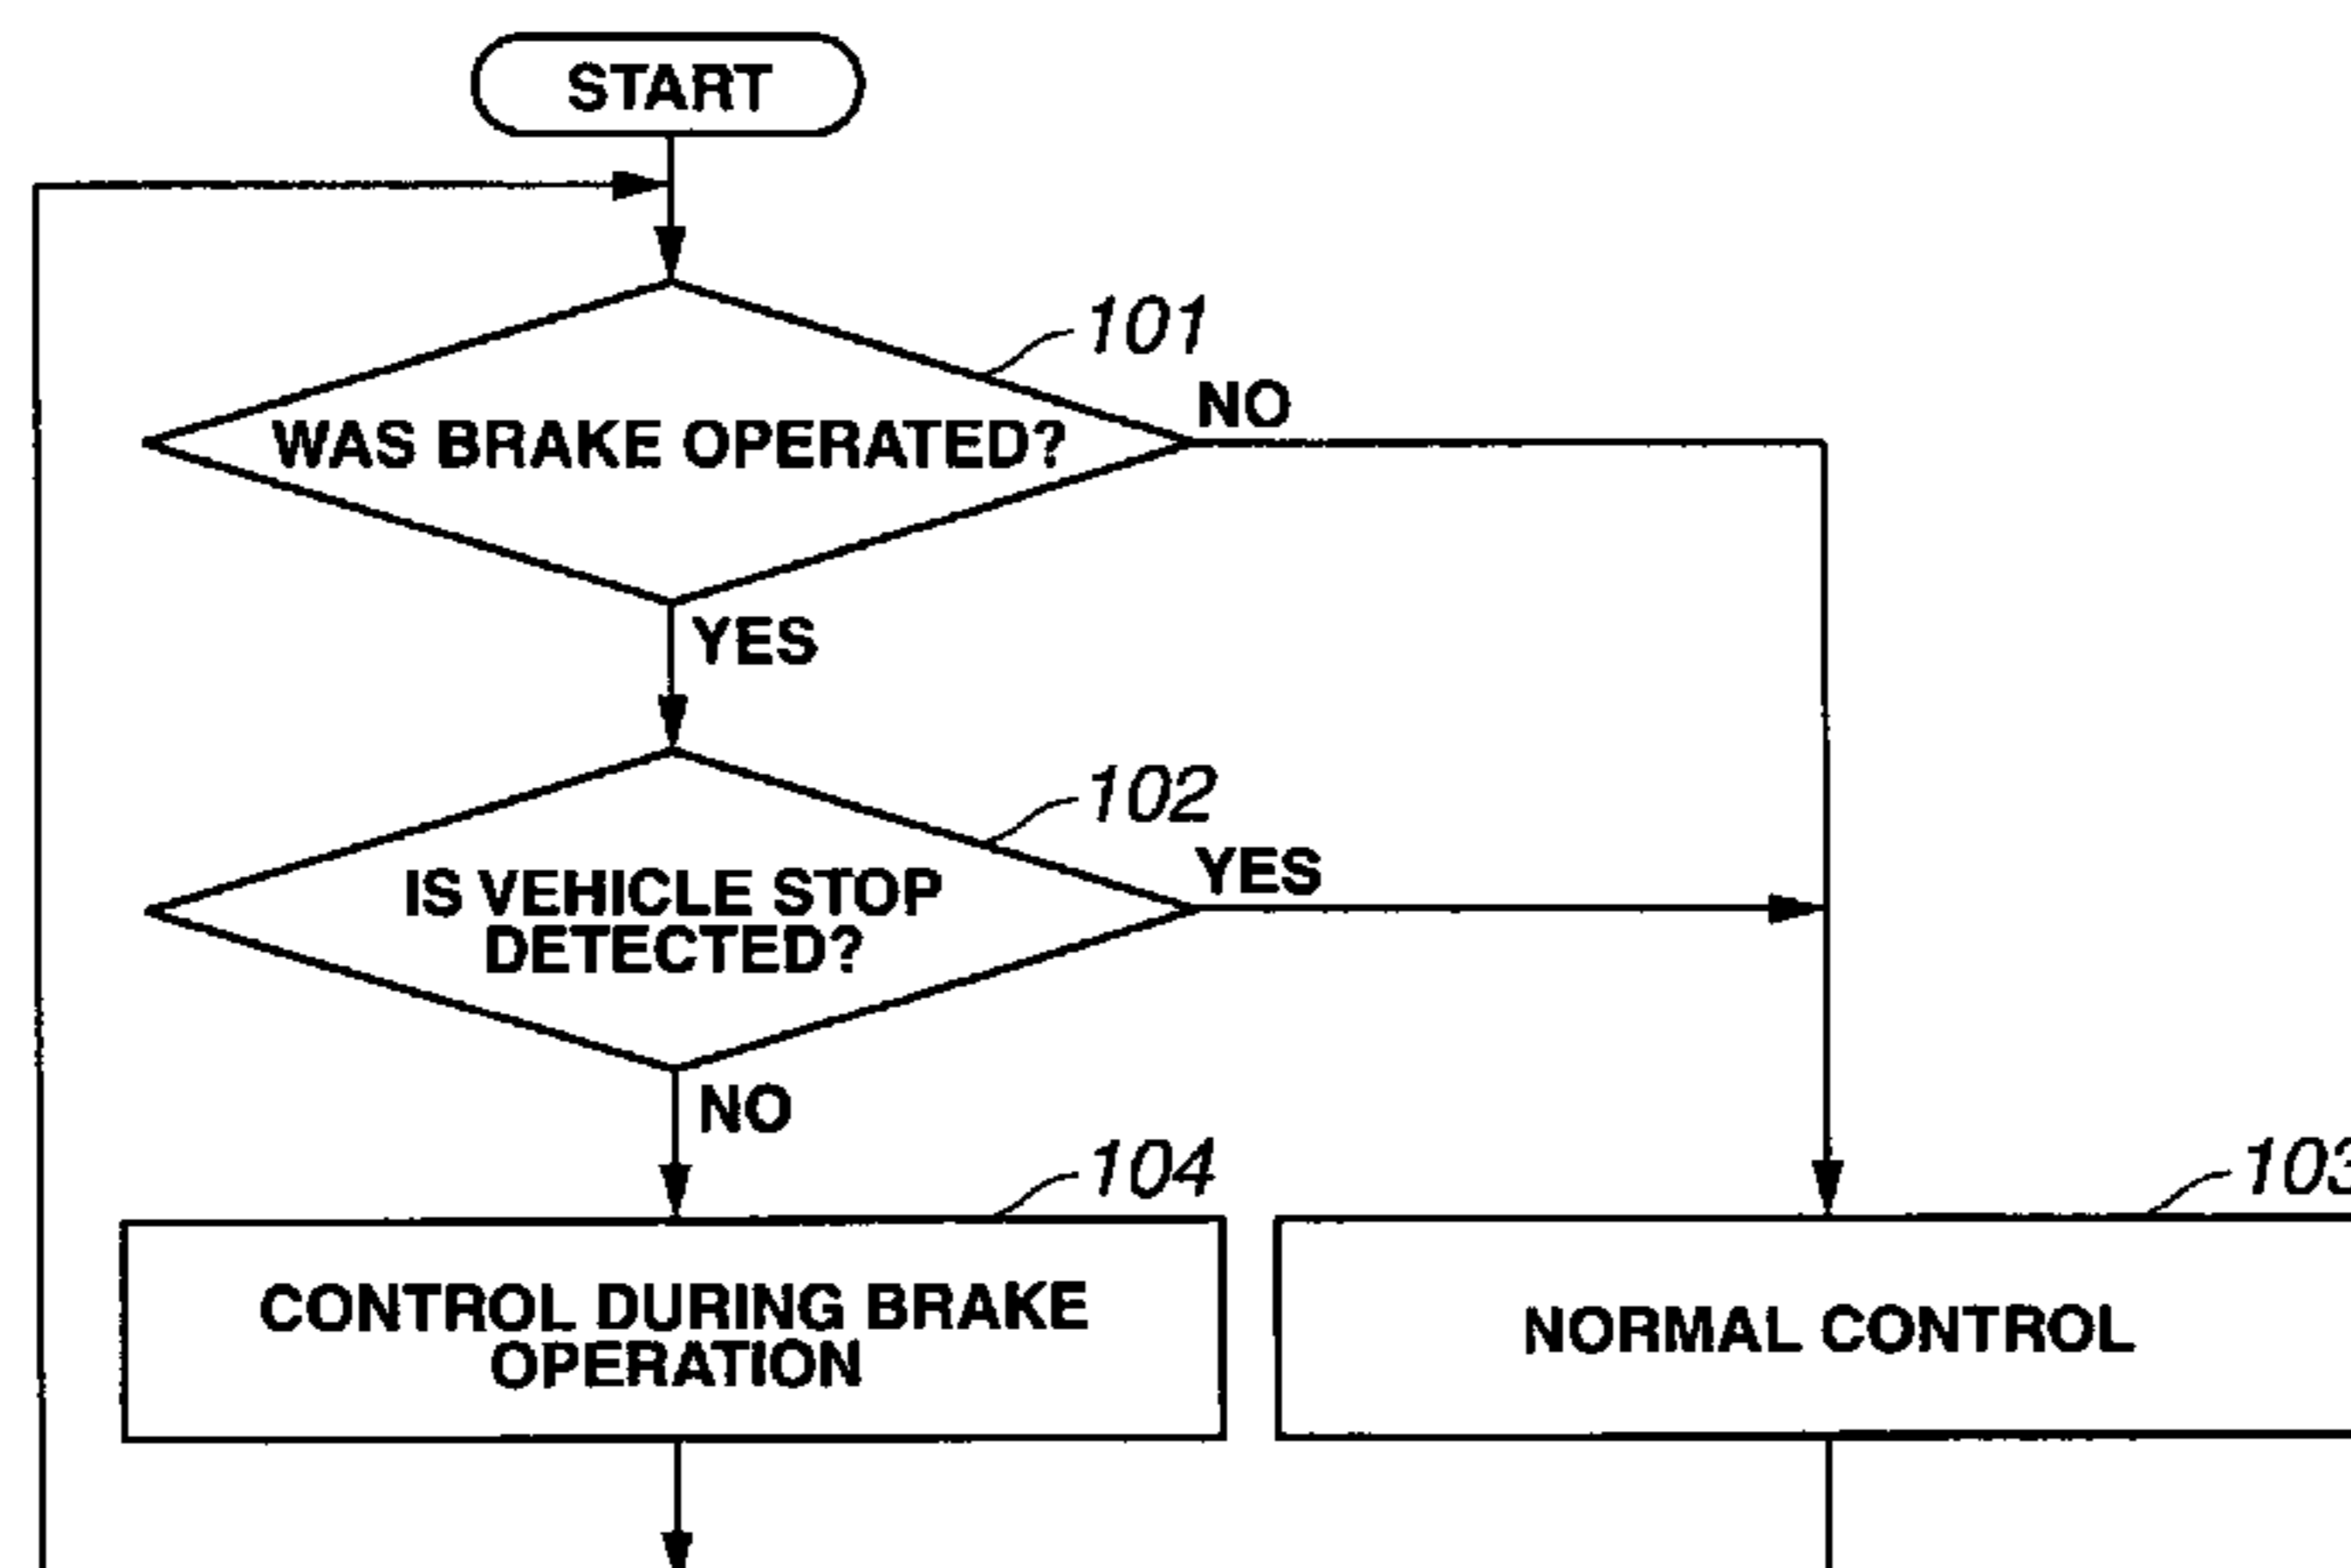 START
101
NO
WAS BRAKE OPERATED?
YES
102
YES
IS VEHICLE STOP
DETECTED?
NO
104
103
CONTROL DURING BRAKE
OPERATION
NORMAL CONTROL